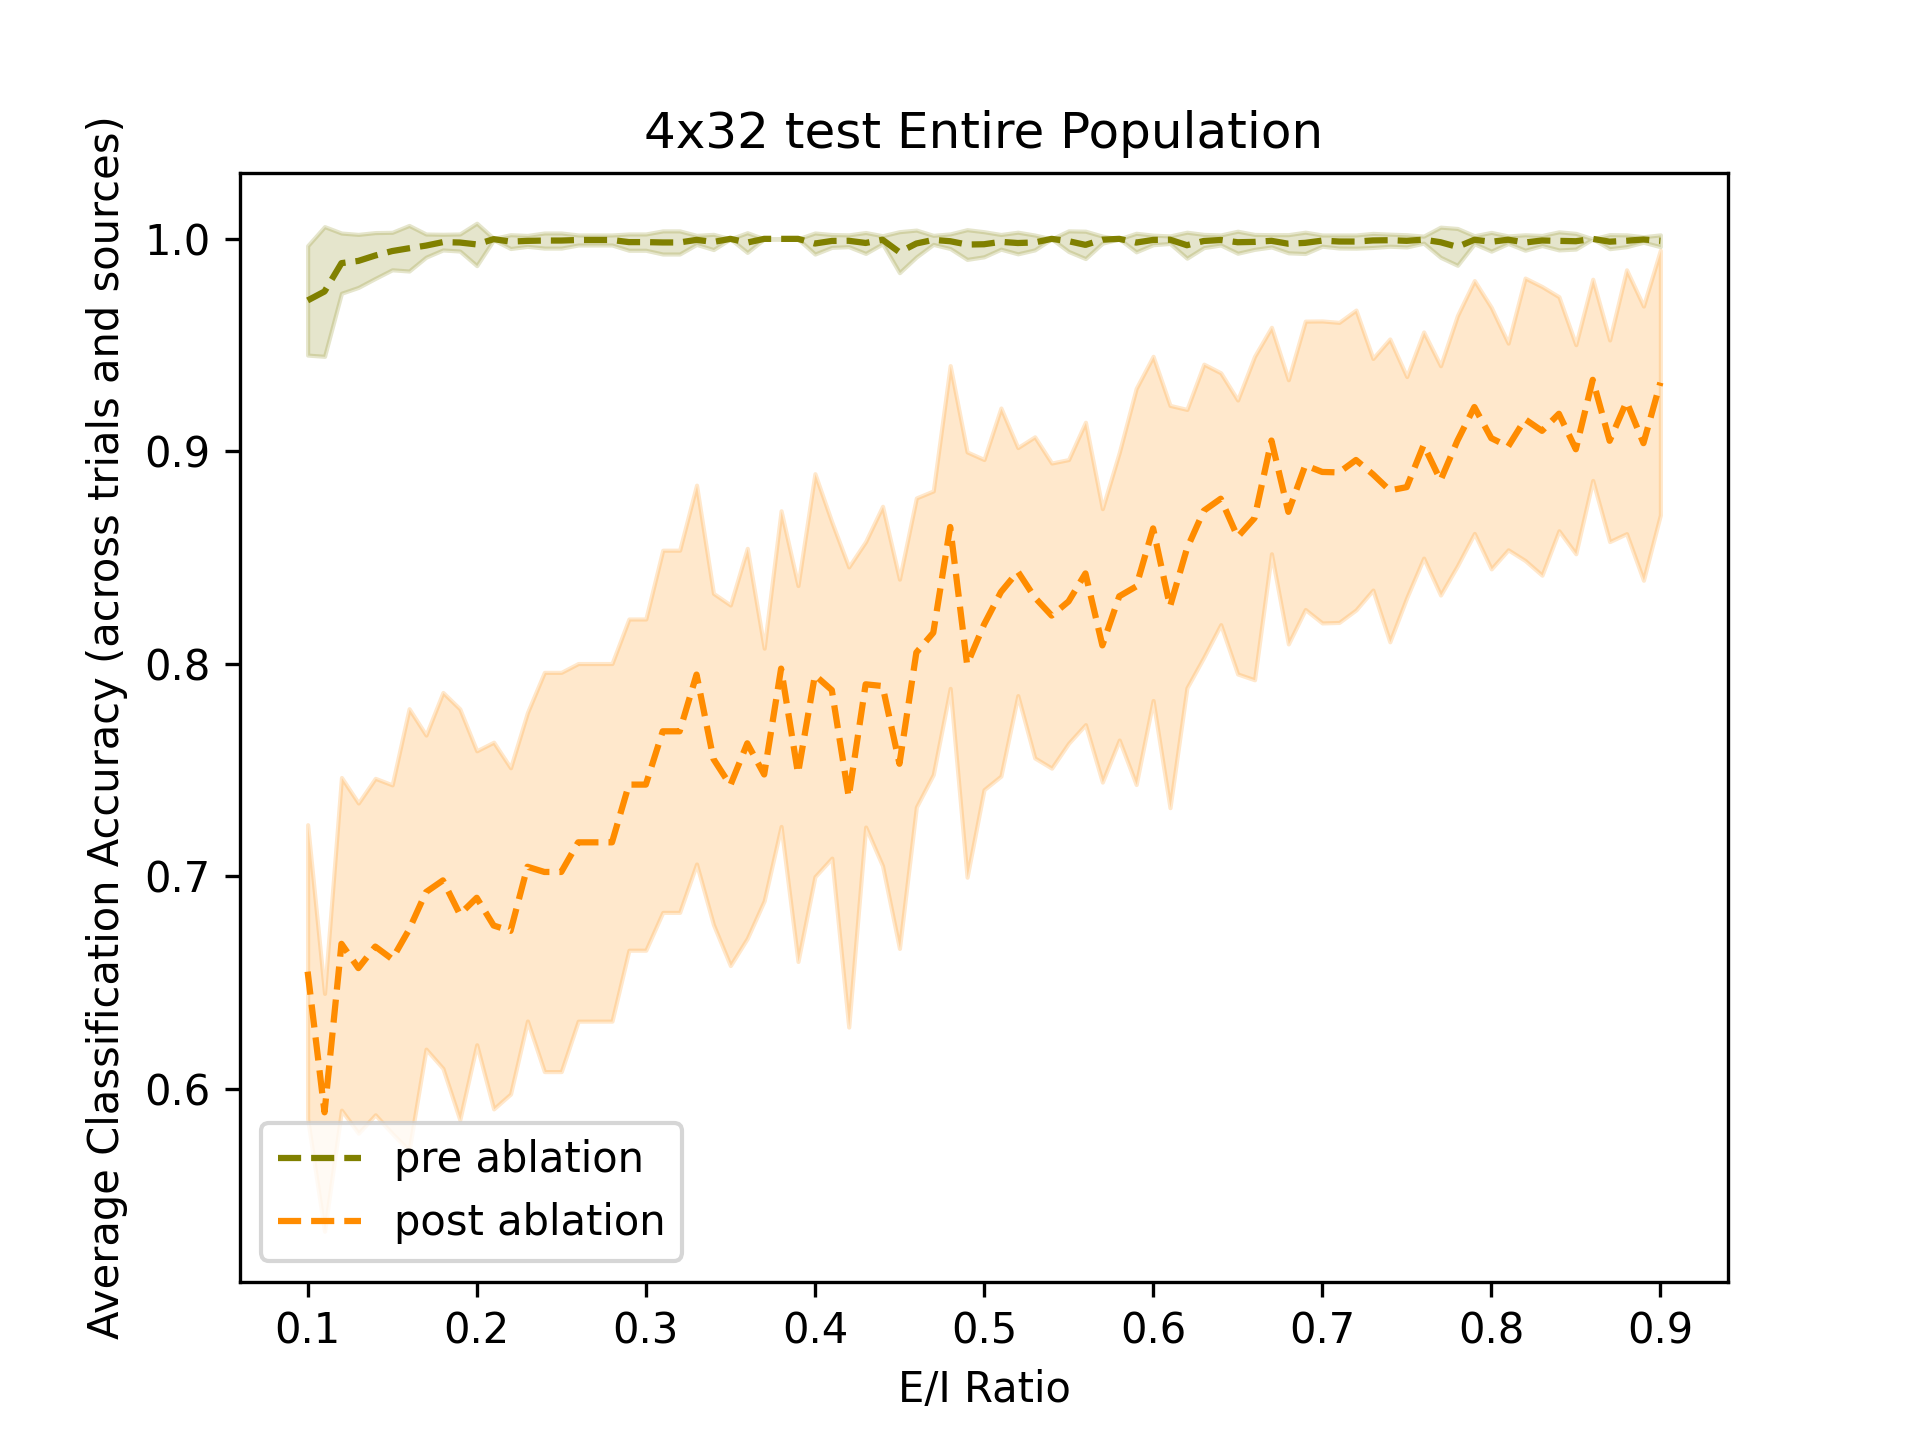 4x32 test Entire Population
Average Classification Accuracy (across trials and sources)
1.0
0.9
0.8
0.7
0.6
pre ablation
post ablation
0.1 0.2 0.3 0.4 0.5 0.6 0.7 0.8 0.9
E/I Ratio